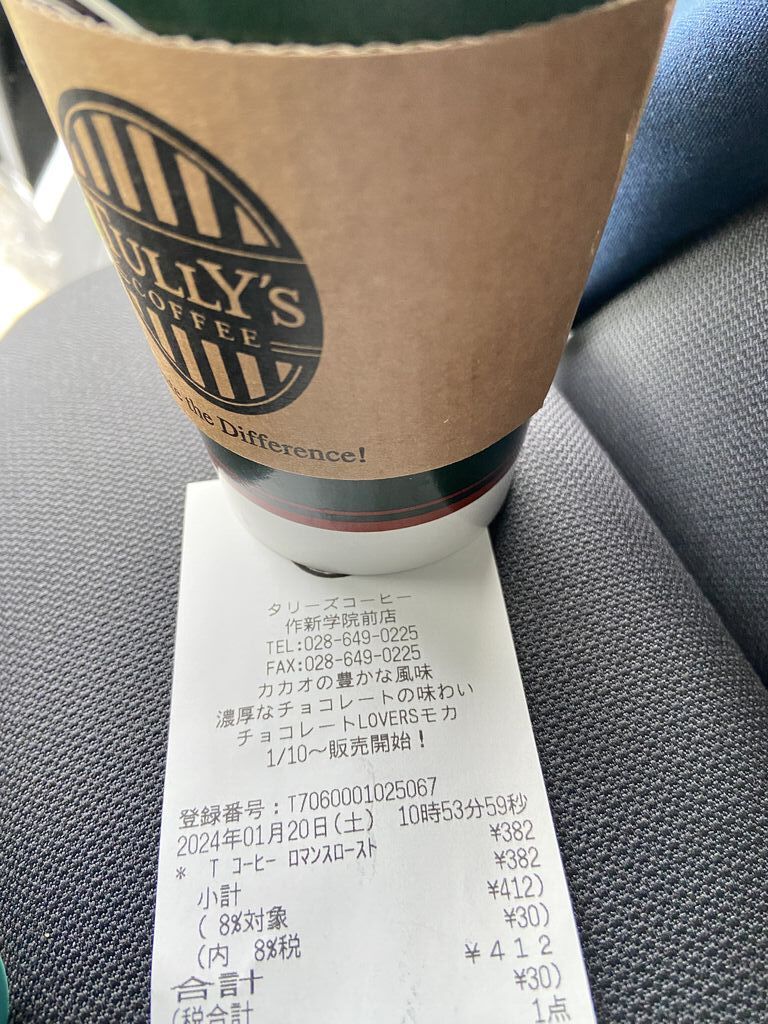 TULLY'S
COFFEE
the Difference!
タリーズコーヒー
作新学院前店
TEL:028-649-0225
FAX:028-649-0225
カカオの豊かな風味
濃厚なチョコレートの味わい
チョコレートLOVERSモカ
1/10〜販売開始！
登録番号：T7060001025067
2024年01月20日(土) 10時53分59秒
* T コーヒー ロマンスロースト ¥382
小計 ¥382
( 8%対象 ¥412)
(内 8%税 ¥30)
合計 ¥412
(税合計 ¥30)
1点